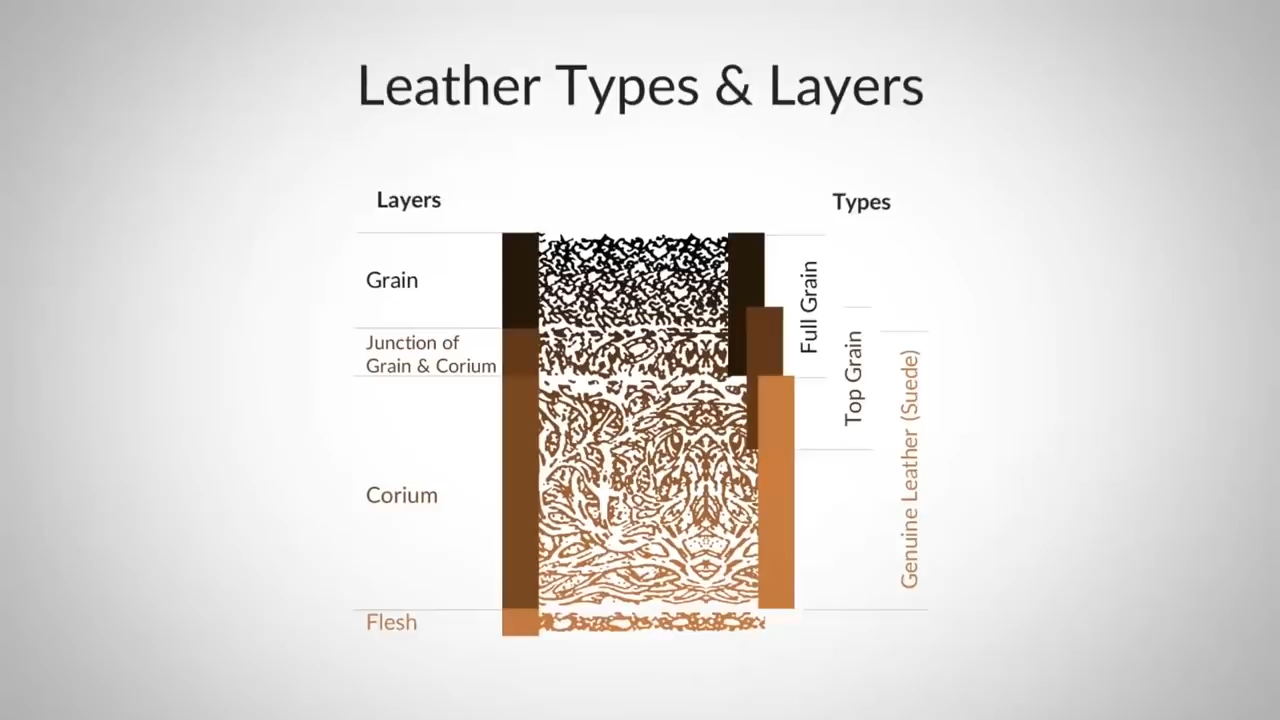 Leather Types & Layers
Layers
Types
Grain
Junction of
Grain & Corium
Corium
Flesh
Full Grain
Top Grain
Genuine Leather (Suede)